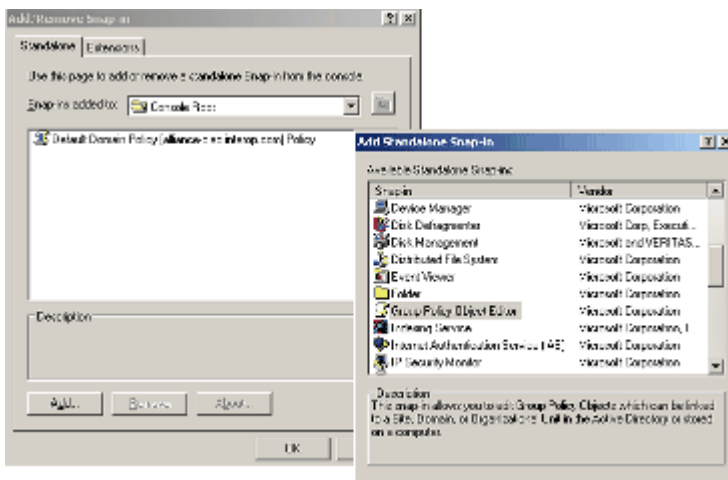 Add/Remove Snap-in
Standalone Extensions
Use this page to add or remove a standalone Snap-in from the console.
Snap-ins added to: Console Root
Default Domain Policy interop.com] Policy
Description
Add... Remove About...
OK
Add Standalone Snap-in
Available Standalone Snap-ins:
Snap-in Vendor
Device Manager Microsoft Corporation
Disk Defragmenter Microsoft Corp, Executi...
Disk Management Microsoft and VERITAS...
Distributed File System Microsoft Corporation
Event Viewer Microsoft Corporation
Folder Microsoft Corporation
Group Policy Object Editor Microsoft Corporation
Indexing Service Microsoft Corporation, I...
Internet Authentication Service (IAS) Microsoft Corporation
IP Security Monitor Microsoft Corporation
Description
This snap-in allows you to edit Group Policy Objects which can be linked
to a Site, Domain, or Organizational Unit in the Active Directory or stored
on a computer.